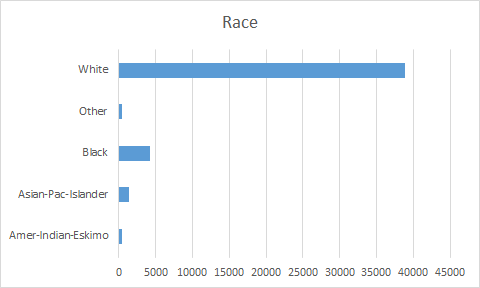 Race
White
Other
Black
Asian-Pac-Islander
Amer-Indian-Eskimo
0 5000 10000 15000 20000 25000 30000 35000 40000 45000